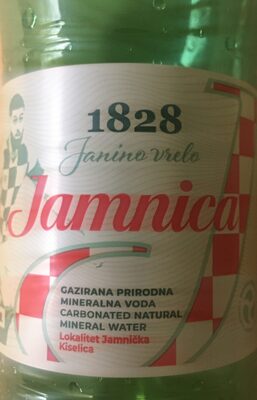 1828
Janino vrelo
Jamnica
GAZIRANA PRIRODNA
MINERALNA VODA
CARBONATED NATURAL
MINERAL WATER
Lokalitet Jamnička
Kiselica